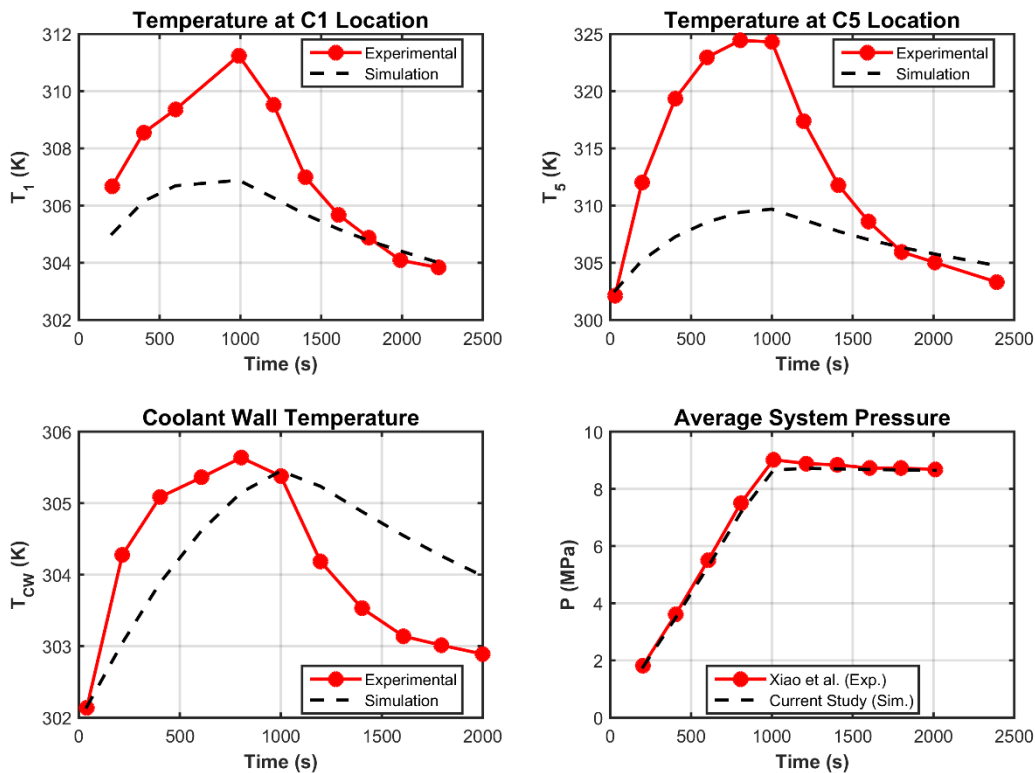 Temperature at C1 Location
312
310
308
306
304
302
T1 (K)
0
500
1000
1500
2000
2500
Time (s)
Experimental
Simulation
Temperature at C5 Location
325
320
315
310
305
300
T5 (K)
0
500
1000
1500
2000
2500
Time (s)
Experimental
Simulation
Coolant Wall Temperature
306
305
304
303
302
TCW (K)
0
500
1000
1500
2000
Time (s)
Experimental
Simulation
Average System Pressure
10
8
6
4
2
0
P (MPa)
0
500
1000
1500
2000
2500
Time (s)
Xiao et al. (Exp.)
Current Study (Sim.)